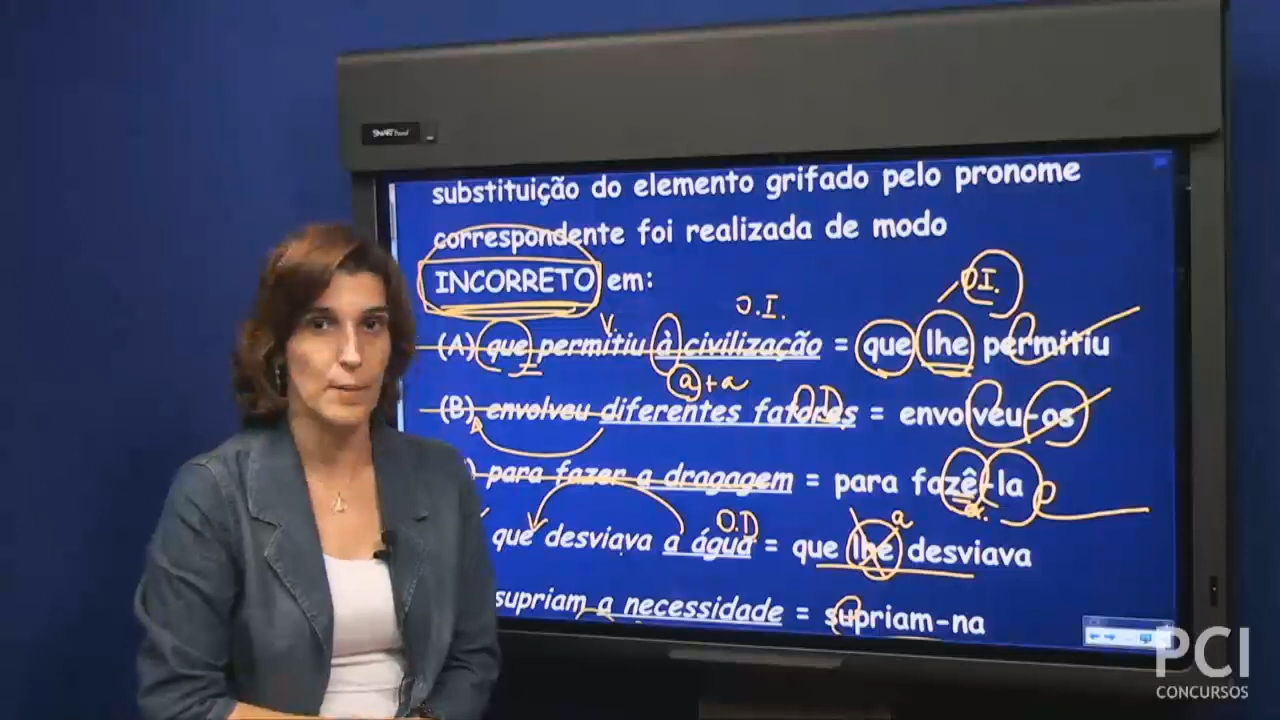 SMART Board
substituição do elemento grifado pelo pronome
correspondente foi realizada de modo
INCORRETO em:
O.I.
O.I.
V.
(A) que permitiu à civilização = que lhe permitiu
a + a
O.D
(B) envolveu diferentes fatores = envolveu-os
) para fazer a dragagem = para fazê-la
O.D
a
que desviava a água = que lhe desviava
supriam a necessidade = supriam-na
PCI
CONCURSOS